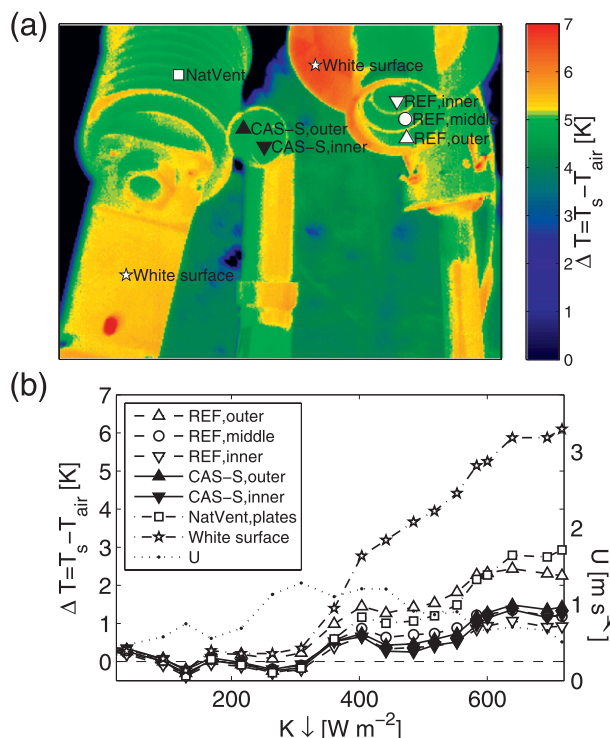 (a)
White surface
NatVent
REF,inner
REF,middle
REF,outer
CAS-S,outer
CAS-S,inner
White surface
7
6
5
4
3
2
1
0
Δ T=Ts−Tair [K]
(b)
7
6
5
4
3
2
1
0
Δ T=Ts−Tair [K]
REF,outer
REF,middle
REF,inner
CAS-S,outer
CAS-S,inner
NatVent,plates
White surface
U
3
2
1
0
U [m s
200
400
600
K ↓ [W m−2]